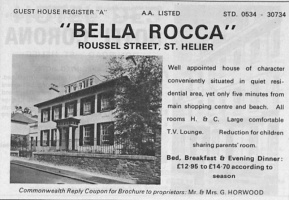 GUEST HOUSE REGISTER "A" A.A. LISTED STD. 0534 - 30734
"BELLA ROCCA"
ROUSSEL STREET, ST. HELIER
Well appointed house of character
conveniently situated in quiet resi-
dential area, yet only five minutes from
main shopping centre and beach. All
rooms H. & C. Large comfortable
T.V. Lounge. Reduction for children
sharing parents' room.
Bed, Breakfast & Evening Dinner:
£12·95 to £14·70 according to
season
Commonwealth Reply Coupon for Brochure to proprietors: Mr. & Mrs. G. HORWOOD